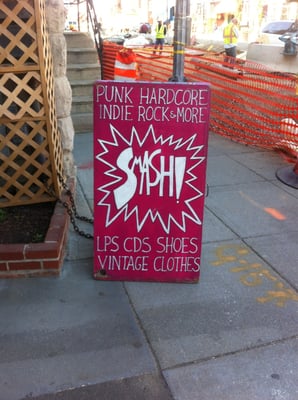 PUNK HARDCORE
INDIE ROCK & MORE
SMASH!
LPS CDS SHOES
VINTAGE CLOTHES